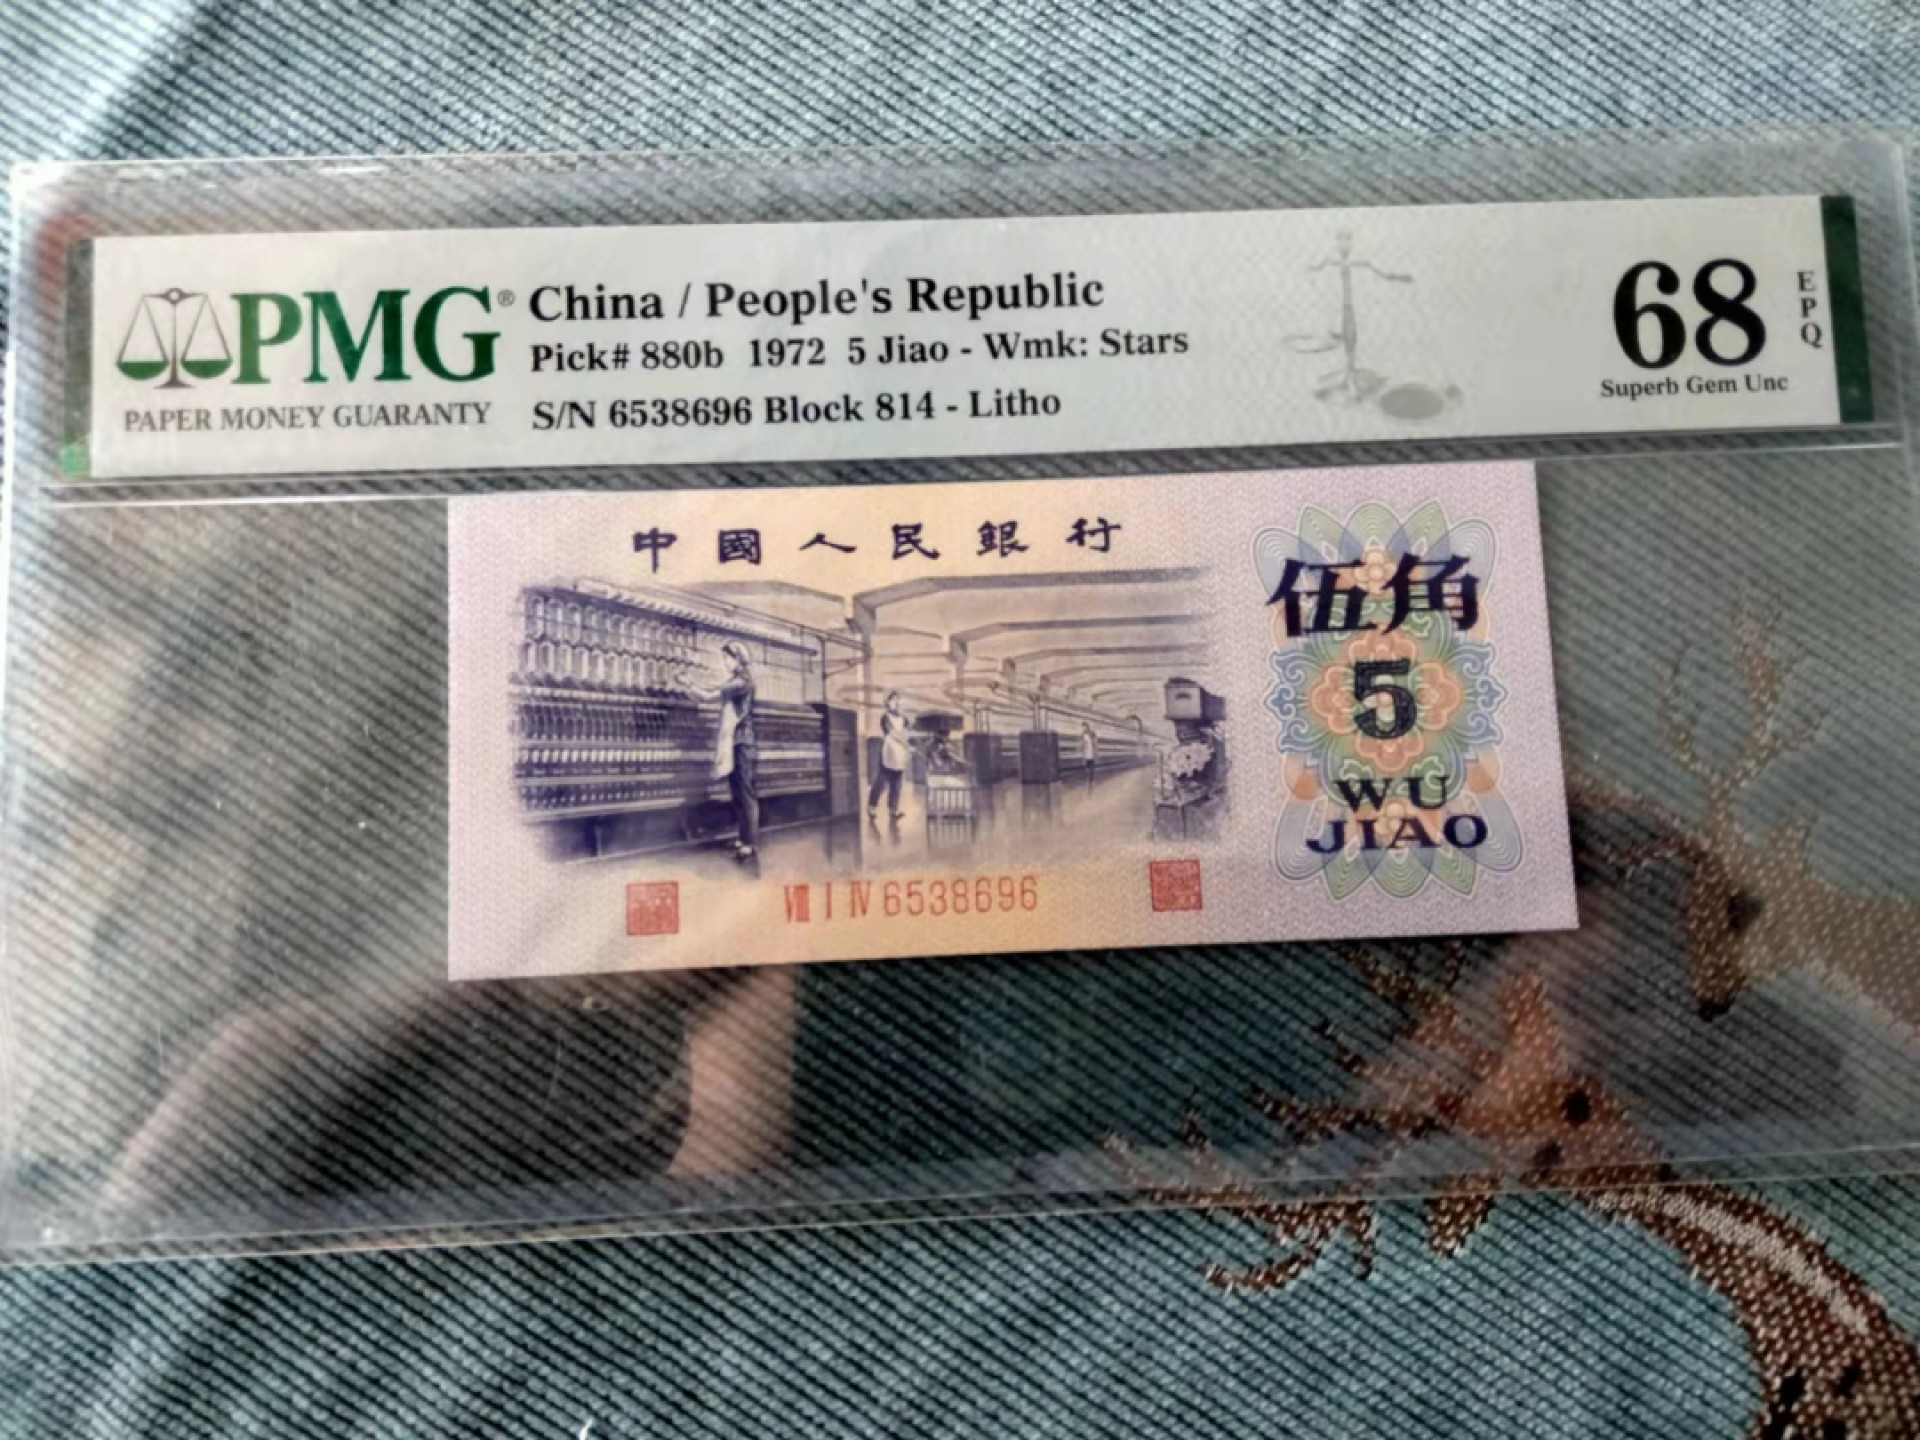 PMG®
PAPER MONEY GUARANTY
China / People's Republic
Pick# 880b 1972 5 Jiao - Wmk: Stars
S/N 6538696 Block 814 - Litho
68
EPQ
Superb Gem Unc
中國人民銀行
伍角
5
WU
JIAO
Ⅷ Ⅰ Ⅳ 6538696